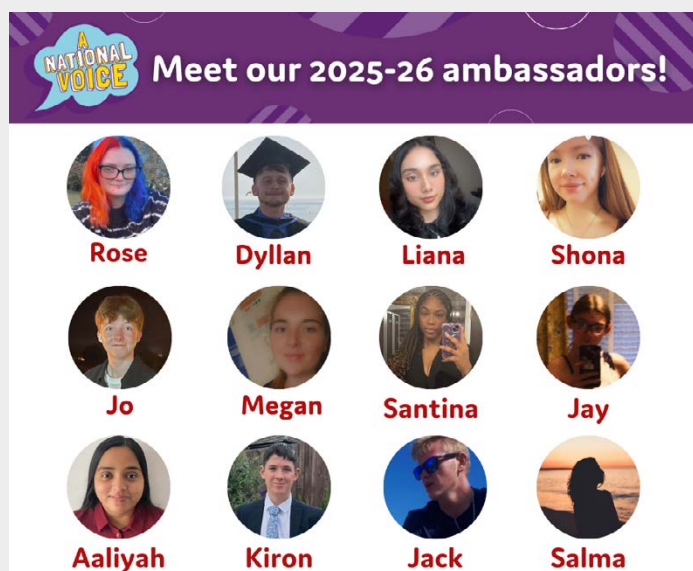 A
NATIONAL
VOICE
Meet our 2025-26 ambassadors!
Rose Dyllan Liana Shona
Jo Megan Santina Jay
Aaliyah Kiron Jack Salma